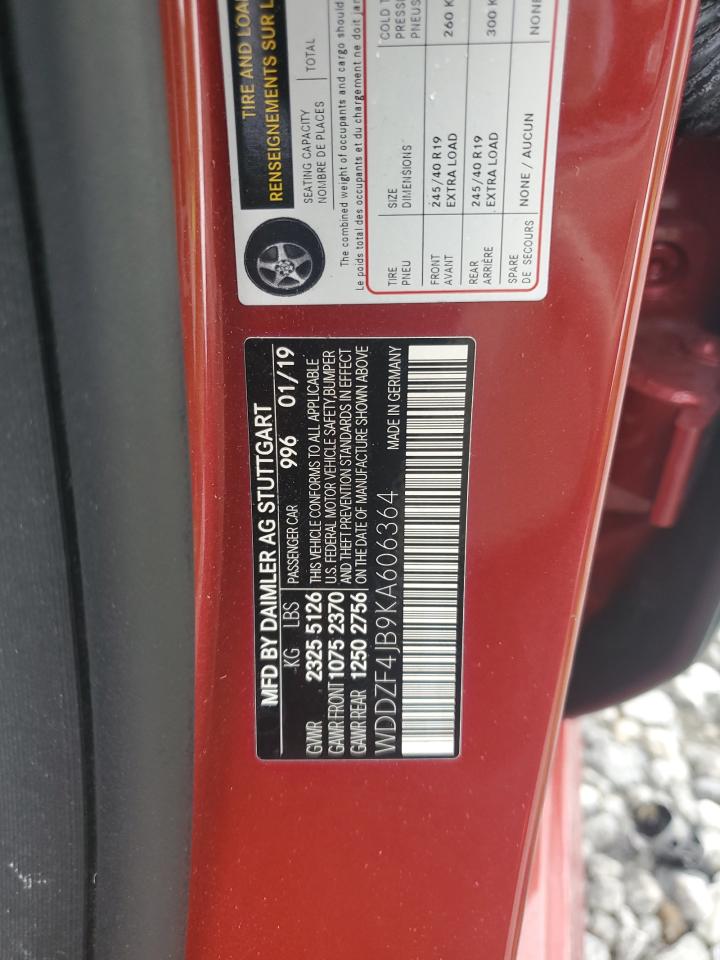 TIRE AND LOA
RENSEIGNEMENTS SUR L
SEATING CAPACITY
NOMBRE DE PLACES
TOTAL
The combined weight of occupants and cargo should
Le poids total des occupants et du chargement ne doit jan
TIRE
PNEU
SIZE
DIMENSIONS
COLD T
PRESS
PNEUS
FRONT
AVANT
245/40 R19
EXTRA LOAD
260 K
REAR
ARRIÈRE
245/40 R19
EXTRA LOAD
300 K
SPARE
DE SECOURS
NONE / AUCUN
NONE
MFD BY DAIMLER AG STUTTGART
KG LBS PASSENGER CAR 996 01/19
GVWR 2325 5126 THIS VEHICLE CONFORMS TO ALL APPLICABLE
GAWR FRONT 1075 2370 U.S. FEDERAL MOTOR VEHICLE SAFETY,BUMPER
GAWR REAR 1250 2756 AND THEFT PREVENTION STANDARDS IN EFFECT
ON THE DATE OF MANUFACTURE SHOWN ABOVE
WDDZF4JB9KA606364 MADE IN GERMANY